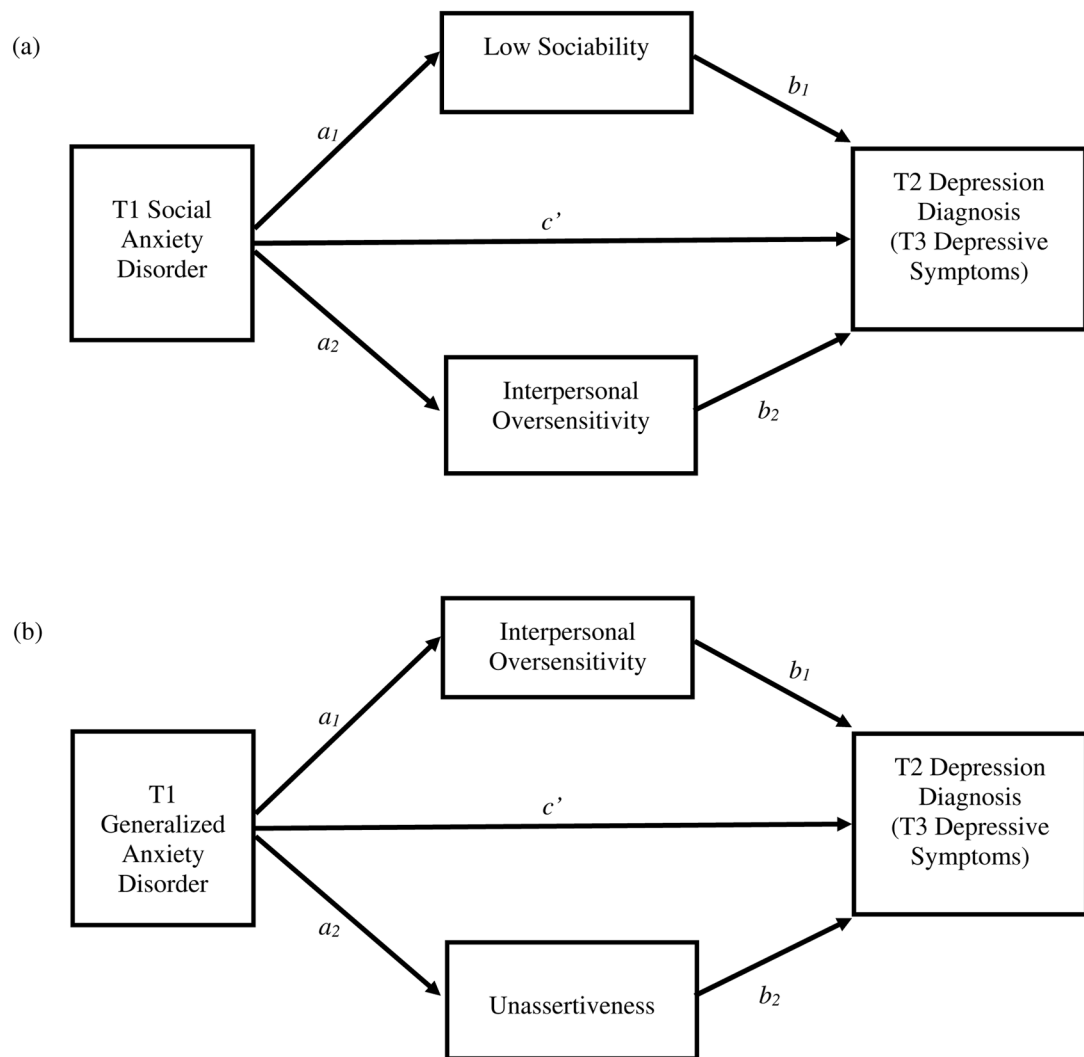 (a)
Low Sociability
a1
b1
T1 Social
Anxiety
Disorder
c’
T2 Depression
Diagnosis
(T3 Depressive
Symptoms)
a2
Interpersonal
Oversensitivity
b2
(b)
Interpersonal
Oversensitivity
a1
b1
T1
Generalized
Anxiety
Disorder
c’
T2 Depression
Diagnosis
(T3 Depressive
Symptoms)
a2
Unassertiveness
b2